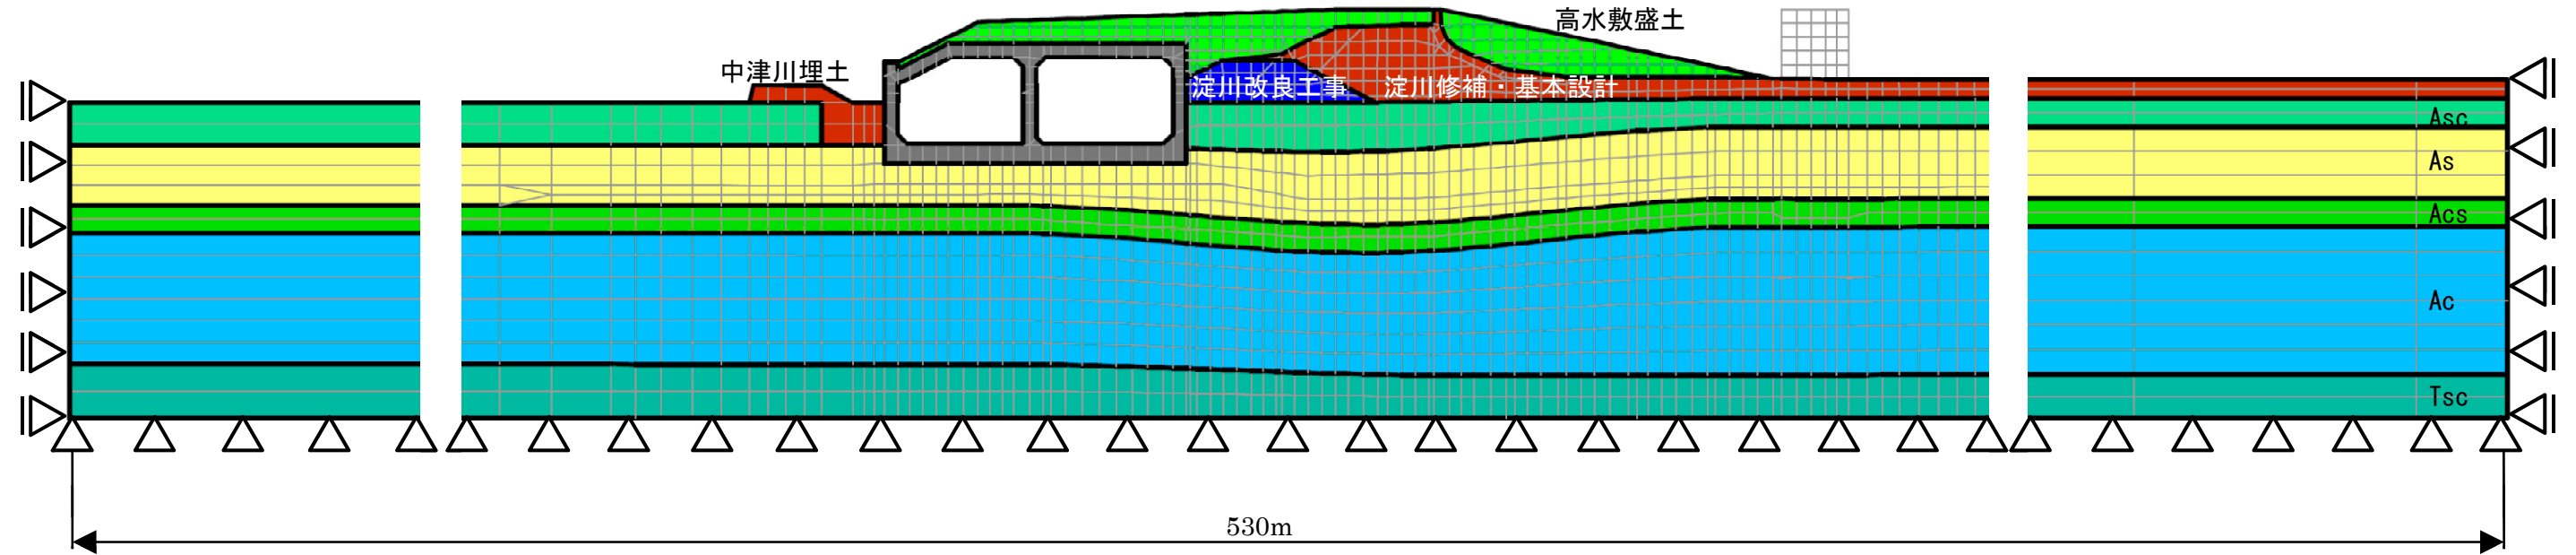 高水敷盛土
中津川埋土
淀川改良工事
淀川修補・基本設計
Asc
As
Acs
Ac
Tsc
530m